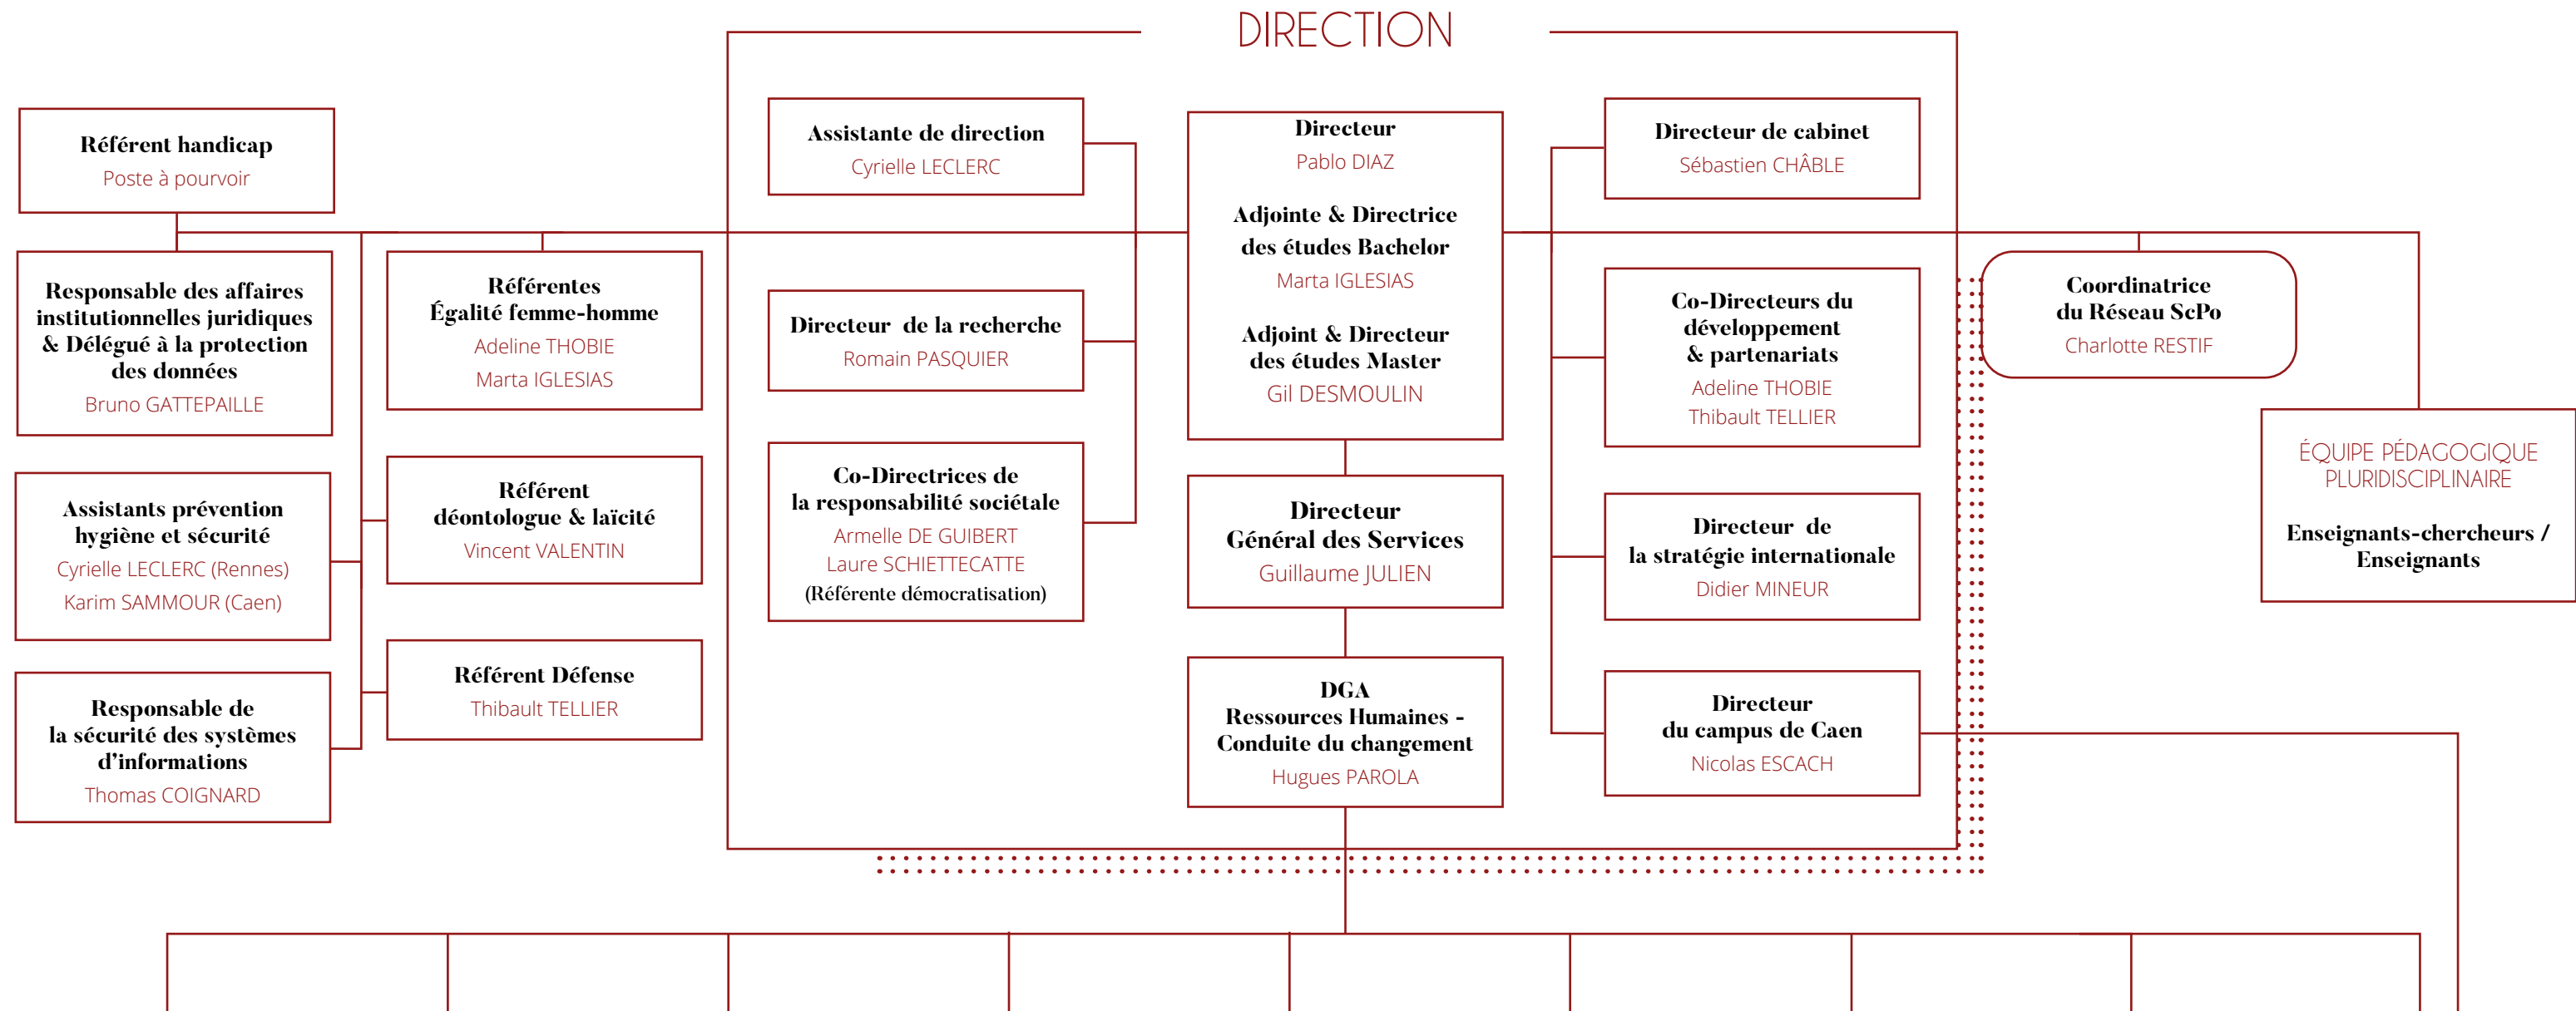 DIRECTION
Référent handicap
Poste à pourvoir
Responsable des affaires
institutionnelles juridiques
& Délégué à la protection
des données
Bruno GATTEPAILLE
Assistants prévention
hygiène et sécurité
Cyrielle LECLERC (Rennes)
Karim SAMMOUR (Caen)
Responsable de
la sécurité des systèmes
d'informations
Thomas COIGNARD
Référentes
Égalité femme-homme
Adeline THOBIE
Marta IGLESIAS
Référent
déontologue & laïcité
Vincent VALENTIN
Référent Défense
Thibault TELLIER
Assistante de direction
Cyrielle LECLERC
Directeur de la recherche
Romain PASQUIER
Co-Directrices de
la responsabilité sociétale
Armelle DE GUIBERT
Laure SCHIETTECATTE
(Référente démocratisation)
Directeur
Pablo DIAZ
Adjointe & Directrice
des études Bachelor
Marta IGLESIAS
Adjoint & Directeur
des études Master
Gil DESMOULIN
Directeur
Général des Services
Guillaume JULIEN
DGA
Ressources Humaines -
Conduite du changement
Hugues PAROLA
Directeur de cabinet
Sébastien CHÂBLE
Co-Directeurs du
développement
& partenariats
Adeline THOBIE
Thibault TELLIER
Directeur de
la stratégie internationale
Didier MINEUR
Directeur
du campus de Caen
Nicolas ESCACH
Coordinatrice
du Réseau ScPo
Charlotte RESTIF
ÉQUIPE PÉDAGOGIQUE
PLURIDISCIPLINAIRE
Enseignants-chercheurs /
Enseignants